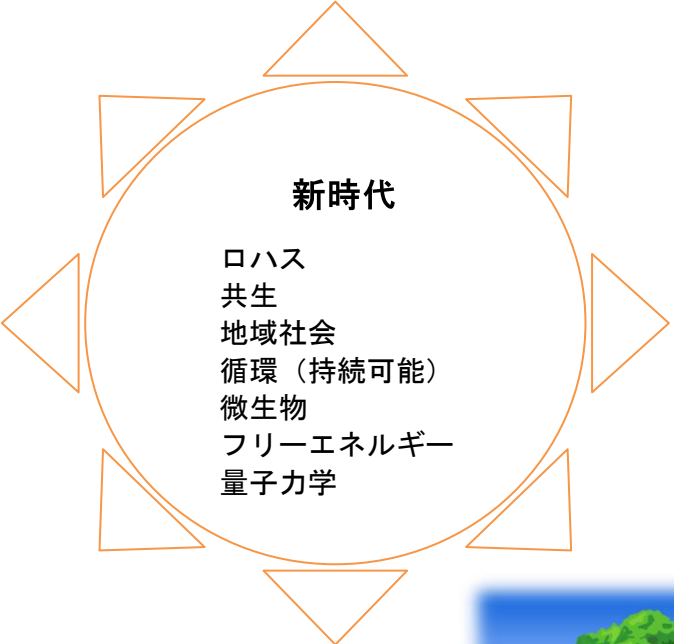 新時代
ロハス
共生
地域社会
循環（持続可能）
微生物
フリーエネルギー
量子力学